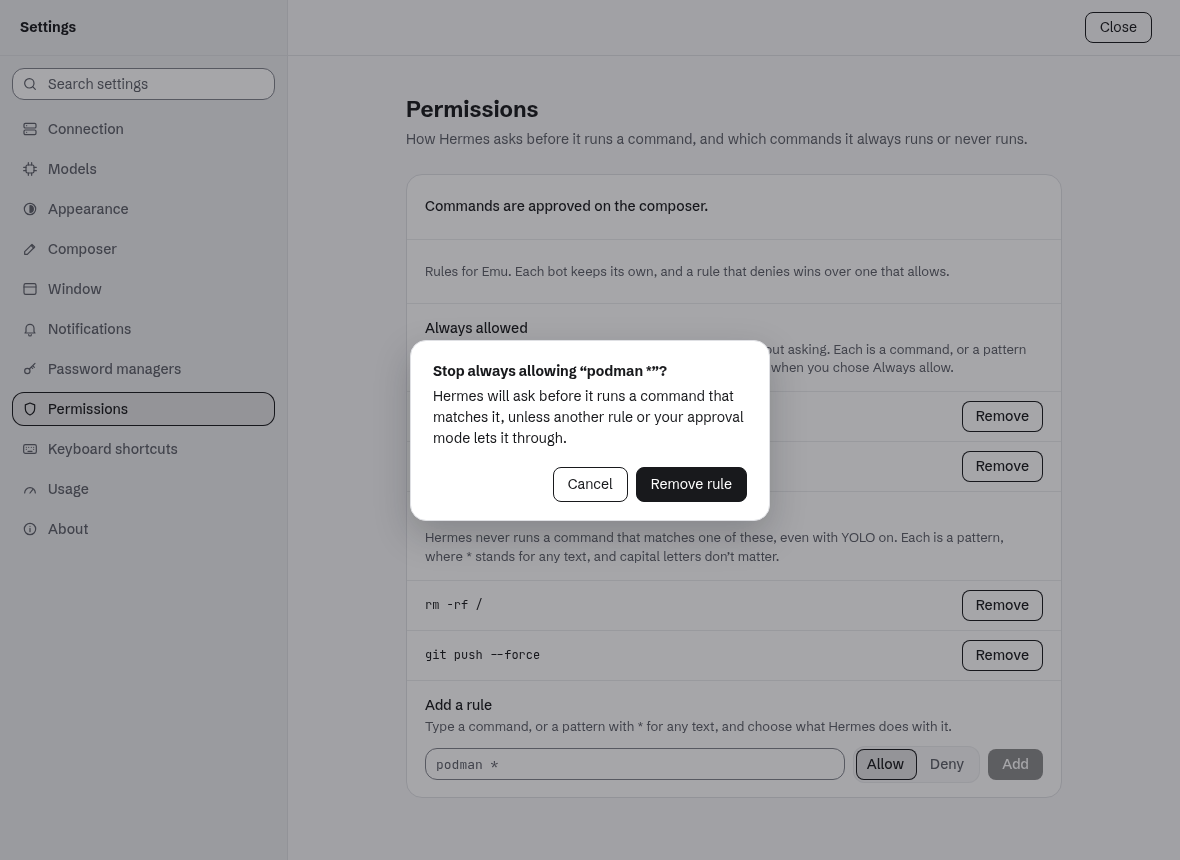 Settings
Close
Search settings
Connection
Models
Appearance
Composer
Window
Notifications
Password managers
Permissions
Keyboard shortcuts
Usage
About
Permissions
How Hermes asks before it runs a command, and which commands it always runs or never runs.
Commands are approved on the composer.
Rules for Emu. Each bot keeps its own, and a rule that denies wins over one that allows.
Always allowed
out asking. Each is a command, or a pattern
when you chose Always allow.
Stop always allowing “podman *”?
Hermes will ask before it runs a command that
matches it, unless another rule or your approval
mode lets it through.
Cancel
Remove rule
Remove
Remove
Hermes never runs a command that matches one of these, even with YOLO on. Each is a pattern,
where * stands for any text, and capital letters don’t matter.
rm -rf /
Remove
git push --force
Remove
Add a rule
Type a command, or a pattern with * for any text, and choose what Hermes does with it.
podman *
Allow
Deny
Add